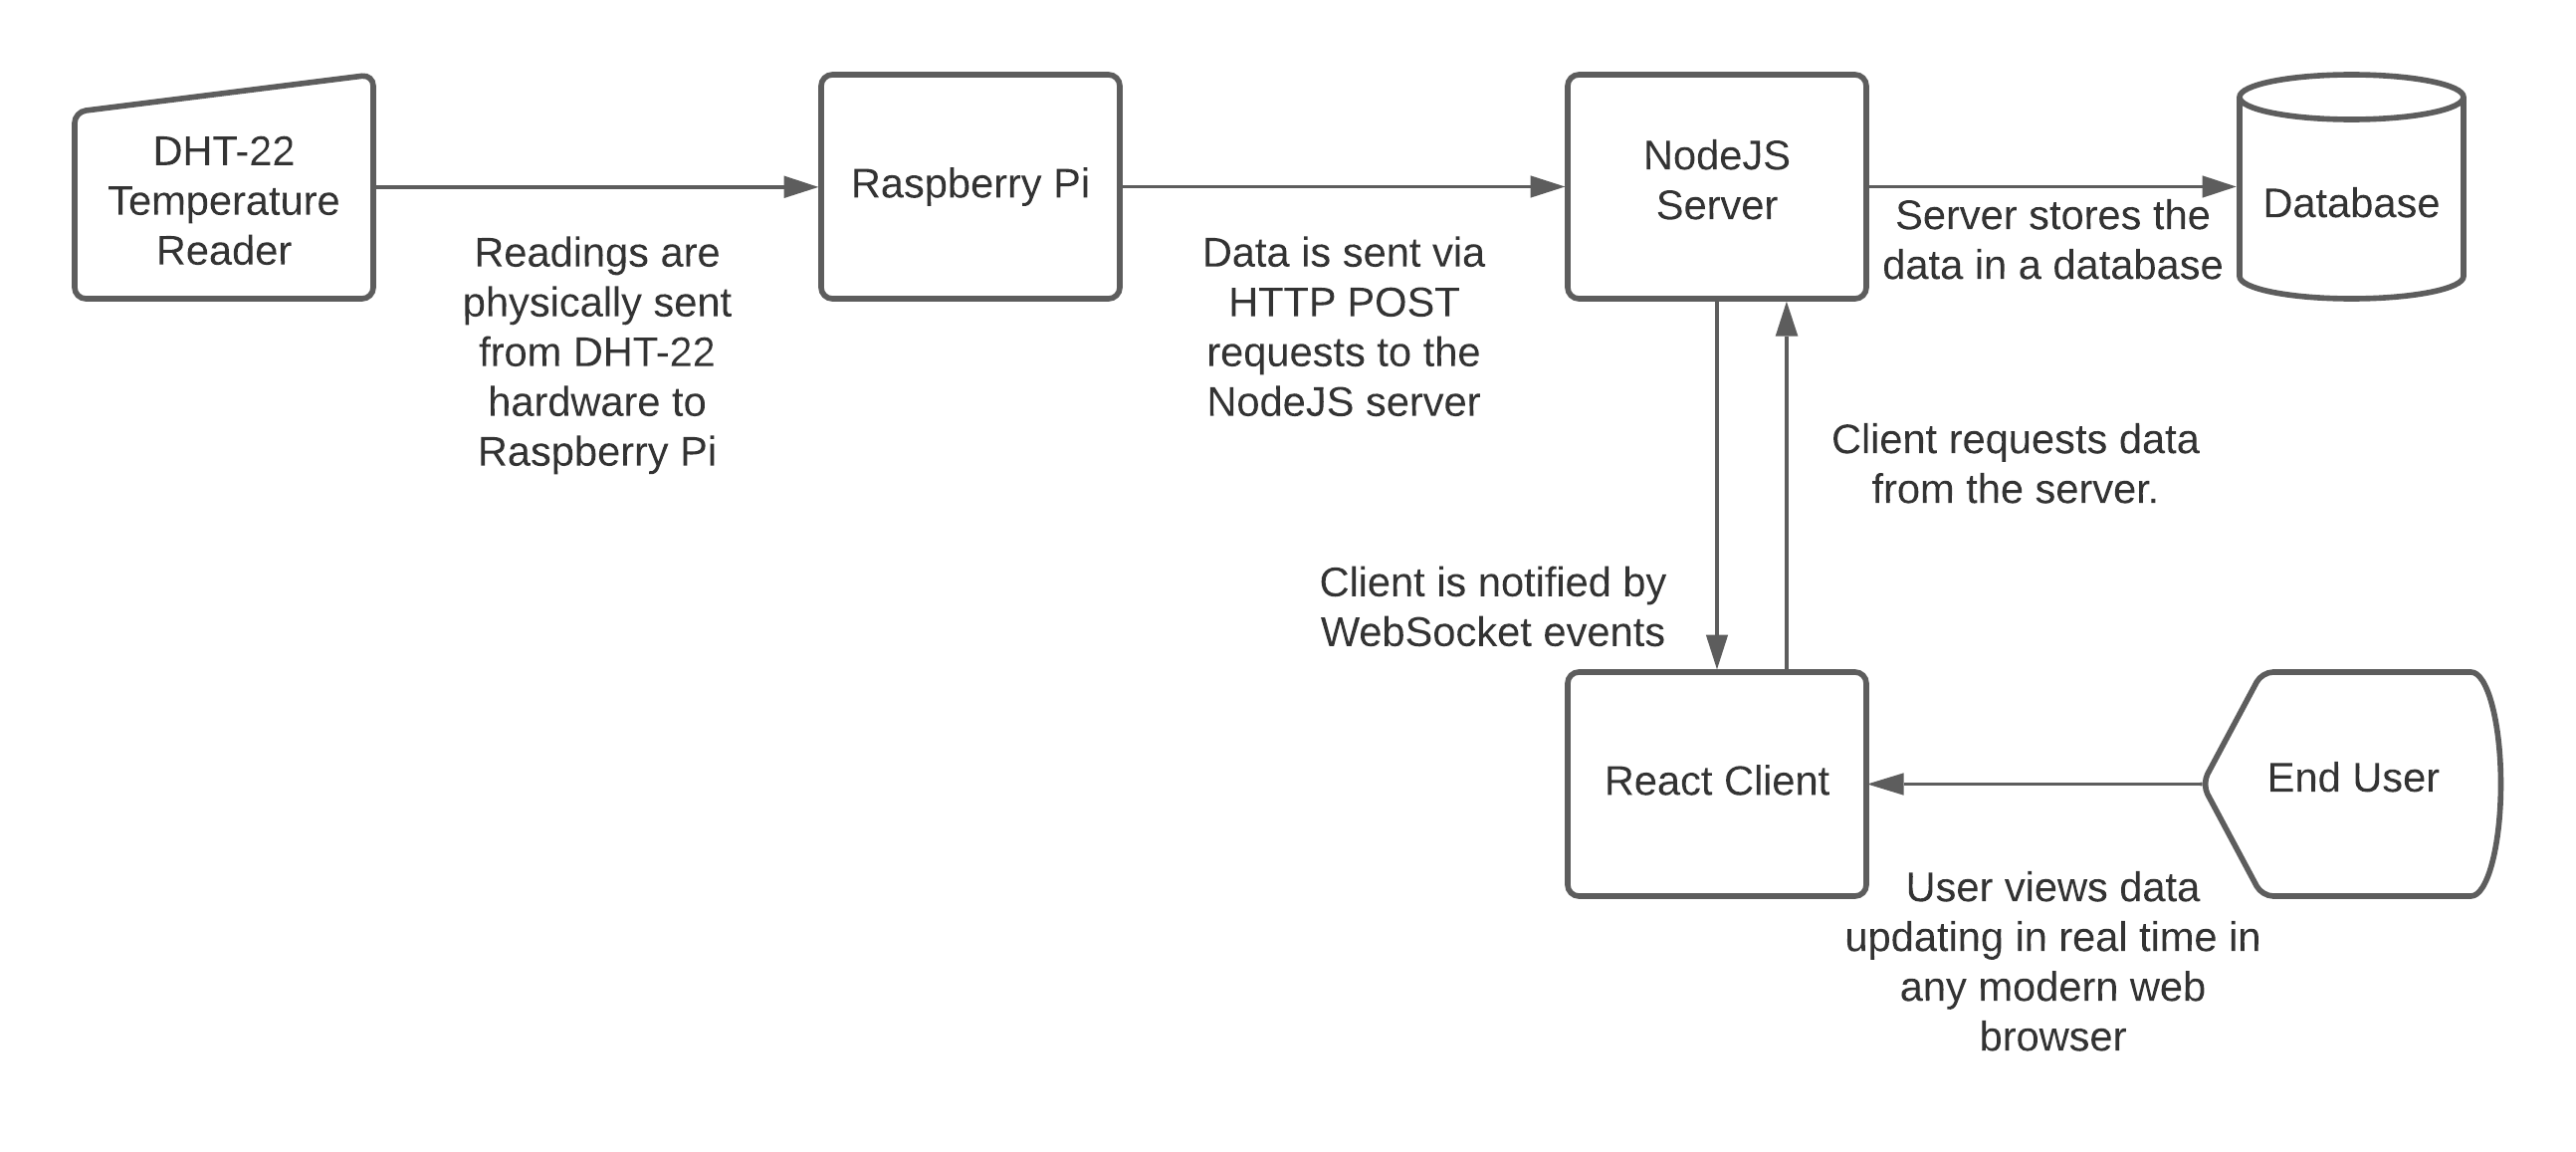 DHT-22
Temperature
Reader
Readings are
physically sent
from DHT-22
hardware to
Raspberry Pi
Raspberry Pi
Data is sent via
HTTP POST
requests to the
NodeJS server
NodeJS
Server
Server stores the
data in a database
Database
Client requests data
from the server.
Client is notified by
WebSocket events
React Client
End User
User views data
updating in real time in
any modern web
browser